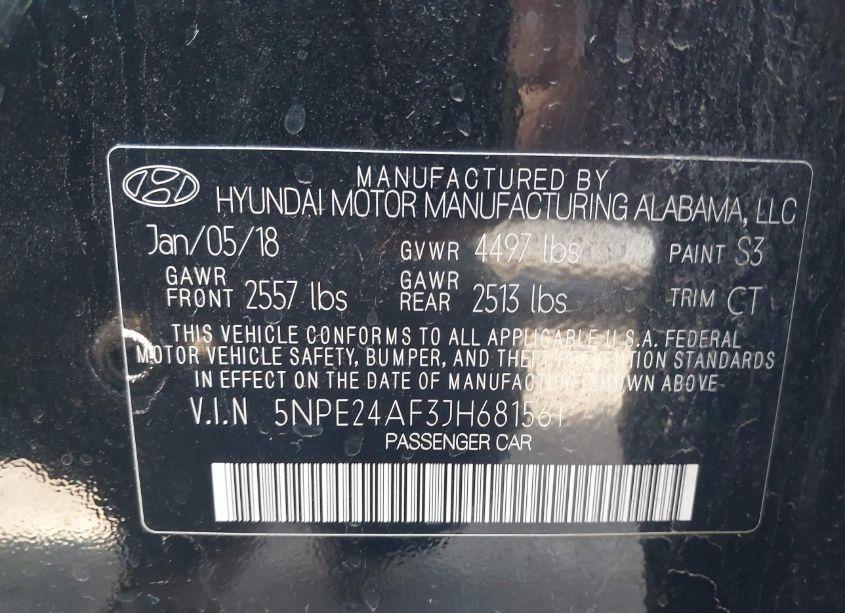 MANUFACTURED BY
HYUNDAI MOTOR MANUFACTURING ALABAMA, LLC
Jan/05/18 GVWR 4497 lbs PAINT S3
GAWR FRONT 2557 lbs GAWR REAR 2513 lbs TRIM CT
THIS VEHICLE CONFORMS TO ALL APPLICABLE U.S.A. FEDERAL
MOTOR VEHICLE SAFETY, BUMPER, AND THEFT PREVENTION STANDARDS
IN EFFECT ON THE DATE OF MANUFACTURE SHOWN ABOVE
V.I.N 5NPE24AF3JH681561
PASSENGER CAR